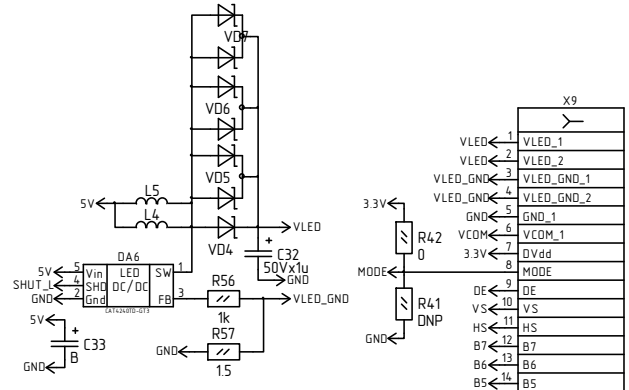 VD7
VD6
VD5
VD4
L5
L4
5V
VLED
C32
+
50Vx1u
GND
DA6
5V
SHUT_L
GND
5 Vin LED SW 1
4 SHD DC/DC
2 Gnd FB 3
CAT4240TD-GT3
R56
1k
VLED_GND
R57
1.5
GND
5V
+
C33
B
GND
3.3V
R42
0
MODE
R41
DNP
GND
X9
VLED 1 VLED_1
VLED 2 VLED_2
VLED_GND 3 VLED_GND_1
VLED_GND 4 VLED_GND_2
GND 5 GND_1
VCOM 6 VCOM_1
3.3V 7 DVdd
8 MODE
DE 9 DE
VS 10 VS
HS 11 HS
B7 12 B7
B6 13 B6
B5 14 B5